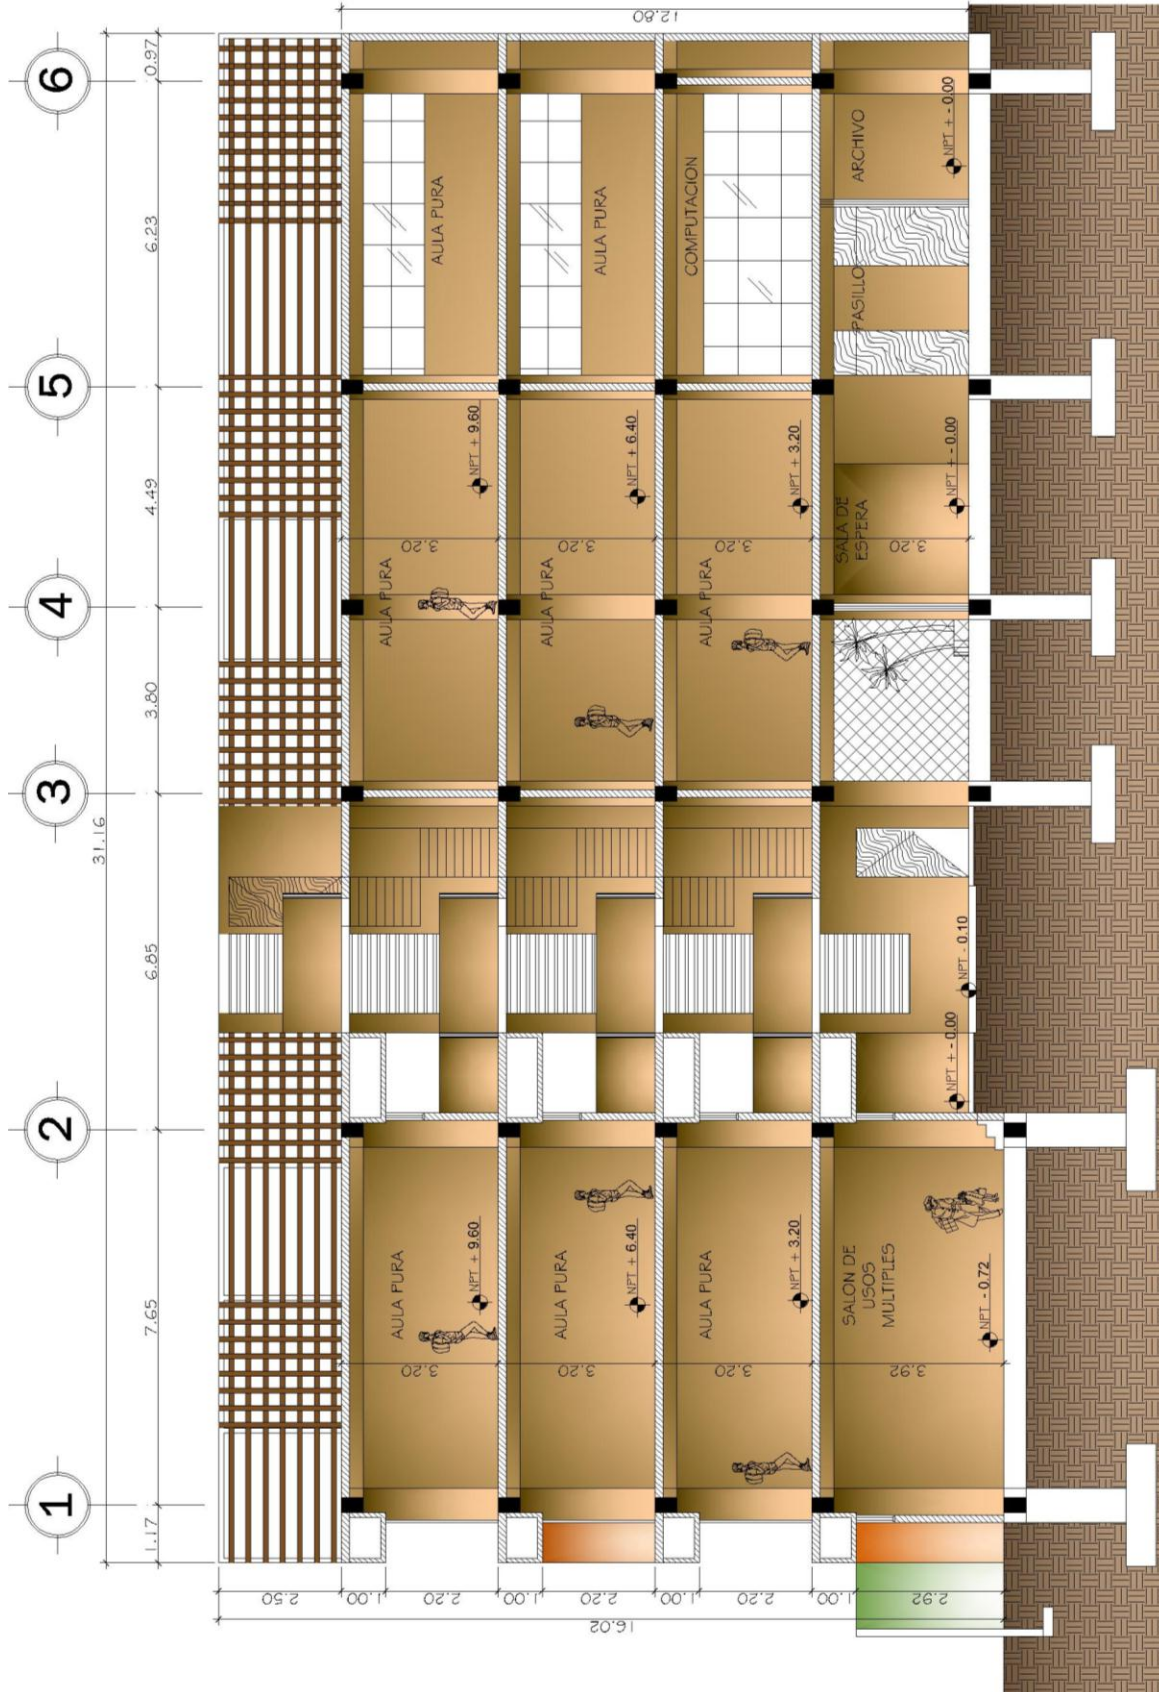 1
2
3
4
5
6
31.16
1.17
7.65
6.85
3.80
4.49
6.23
0.97
2.50
1.00
2.20
1.00
2.20
1.00
2.20
1.00
2.92
16.02
12.80
AULA PURA
NPT + 9.60
3.20
AULA PURA
3.20
NPT + 9.60
AULA PURA
AULA PURA
NPT + 6.40
3.20
AULA PURA
3.20
NPT + 6.40
AULA PURA
AULA PURA
NPT + 3.20
3.20
AULA PURA
3.20
NPT + 3.20
COMPUTACION
SALON DE
USOS
MULTIPLES
NPT - 0.72
3.92
NPT + - 0.00
NPT - 0.10
SALA DE
ESPERA
3.20
NPT + - 0.00
PASILLO
ARCHIVO
NPT + - 0.00